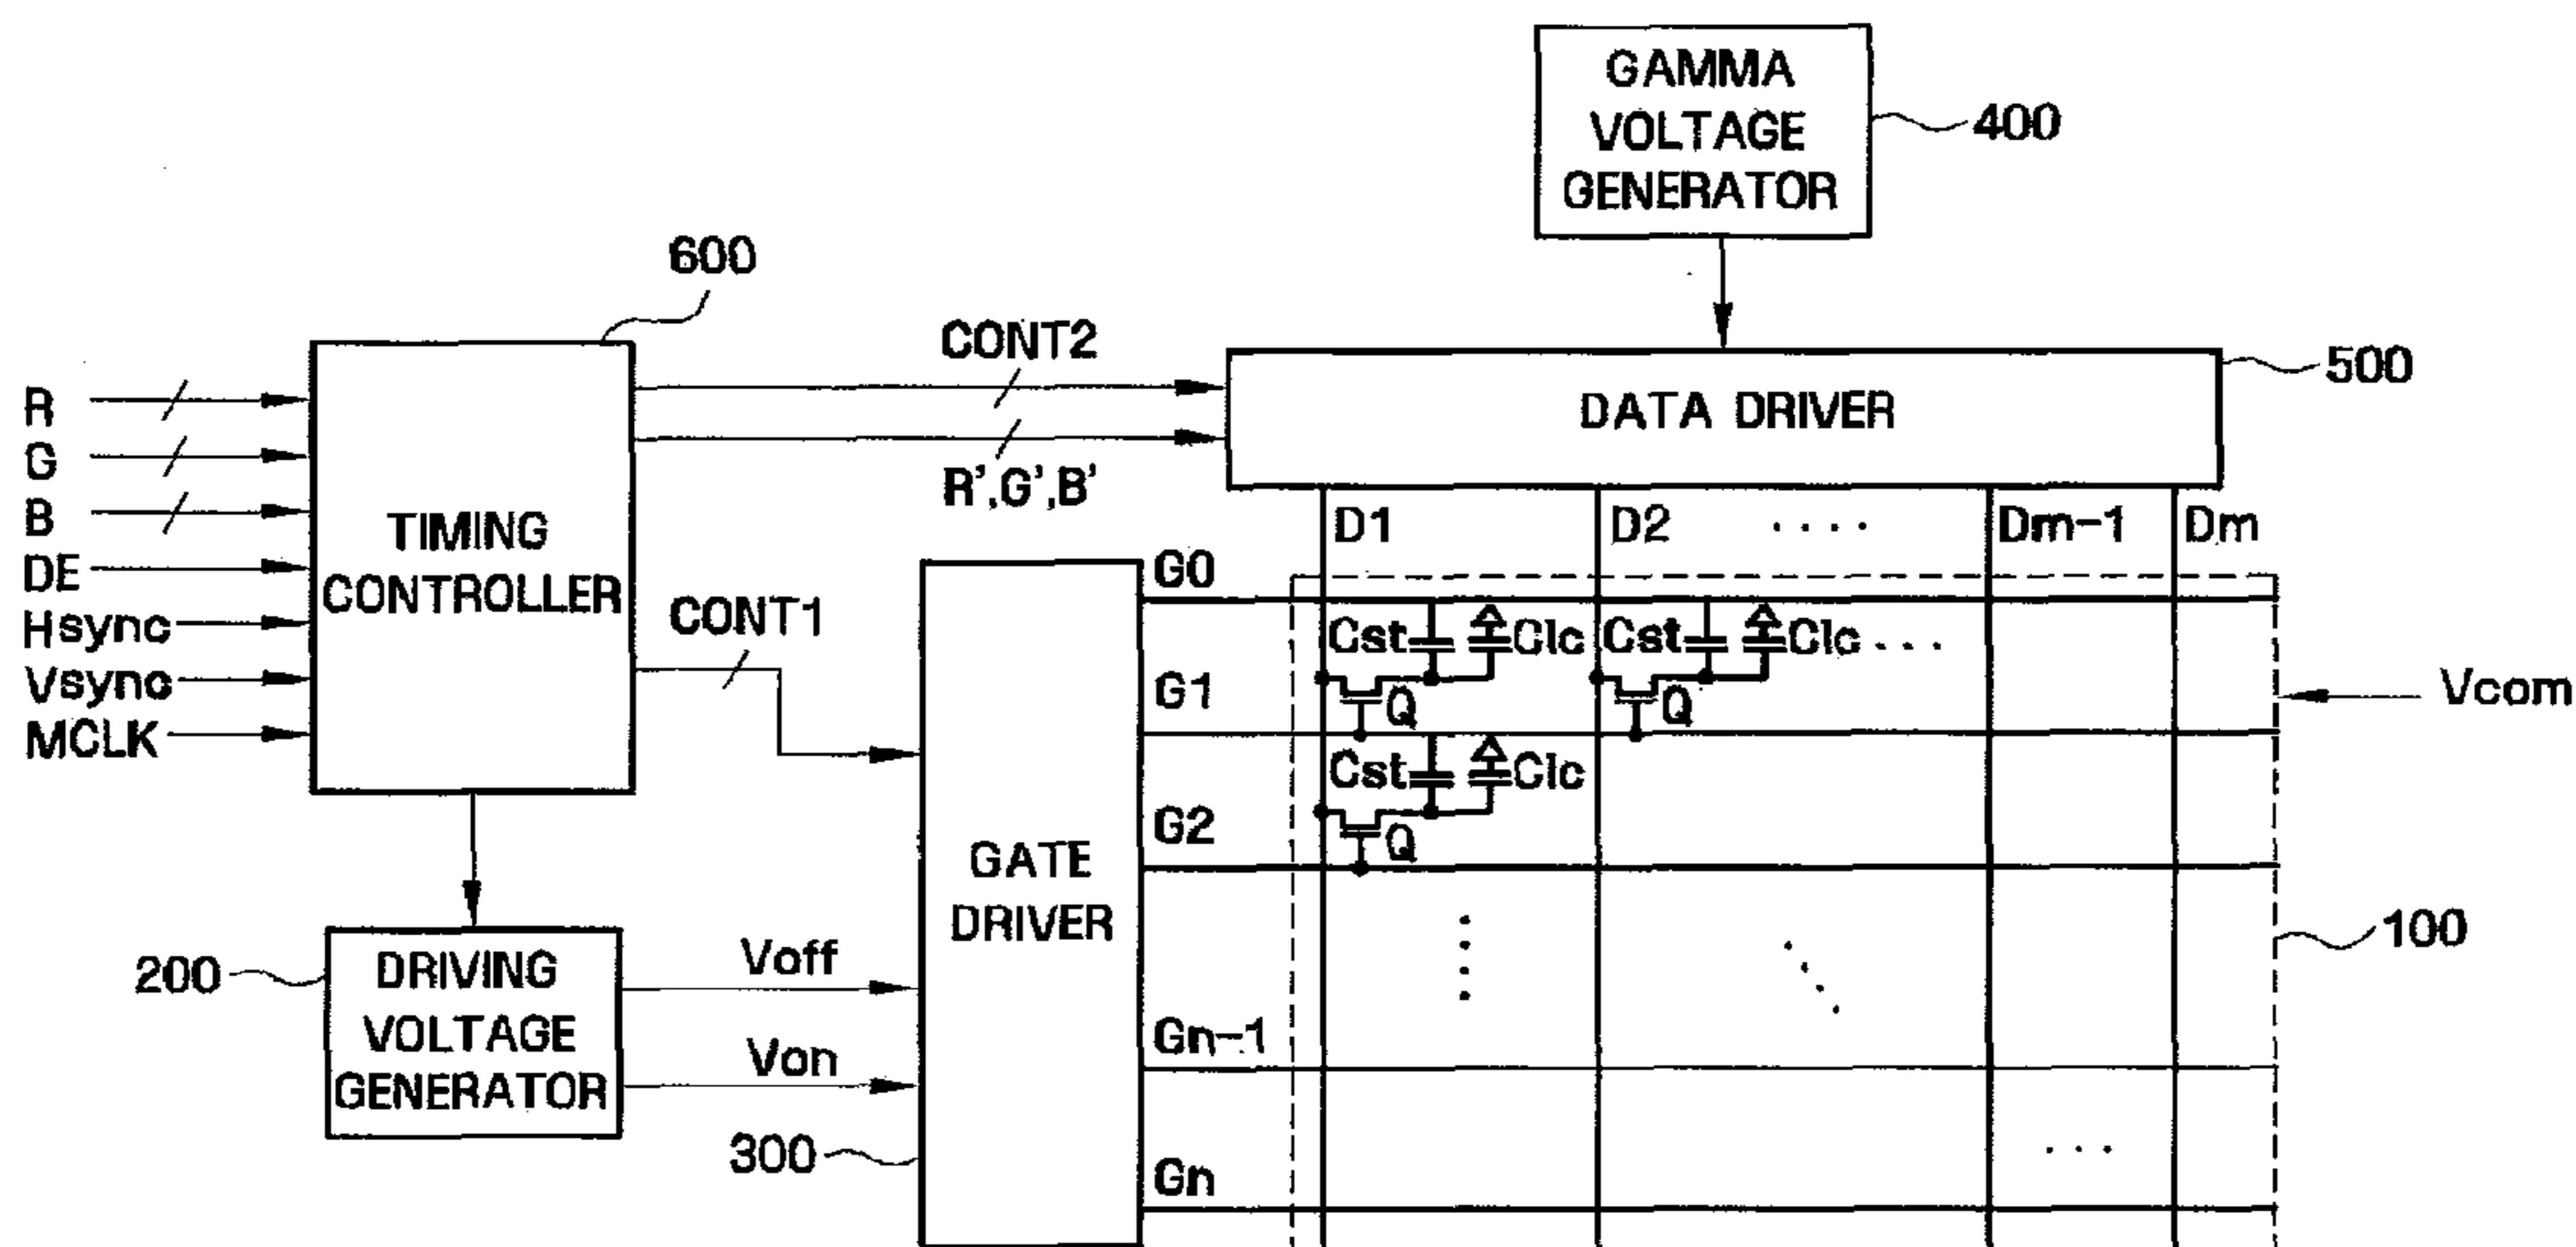 GAMMA
VOLTAGE
GENERATOR
400
600
CONT2
R',G',B'
DATA DRIVER
500
R
G
B
DE
Hsync
Vsync
MCLK
TIMING
CONTROLLER
CONT1
D1
D2
Dm-1
Dm
G0
G1
G2
Gn-1
Gn
Cst
Clc
Cst
Clc
Q
Q
Cst
Clc
Q
Vcom
100
GATE
DRIVER
300
200
DRIVING
VOLTAGE
GENERATOR
Voff
Von